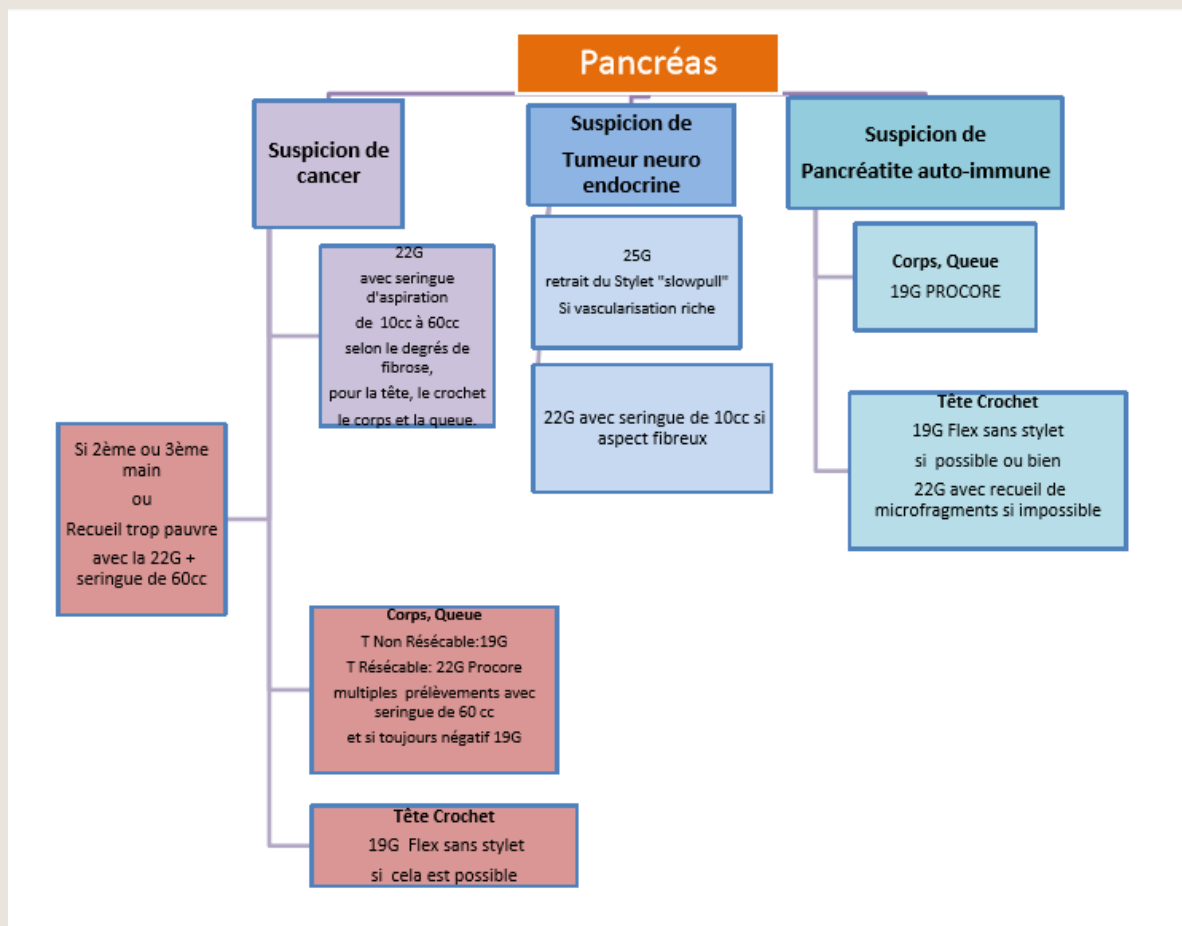 Pancréas
Suspicion de
cancer
22G
avec seringue
d'aspiration
de 10cc à 60cc
selon le degrés de
fibrose,
pour la tête, le crochet
le corps et la queue.
Si 2ème ou 3ème
main
ou
Recueil trop pauvre
avec la 22G +
seringue de 60cc
Corps, Queue
T Non Résécable:19G
T Résécable: 22G Procore
multiples prélèvements avec
seringue de 60 cc
et si toujours négatif 19G
Tête Crochet
19G Flex sans stylet
si cela est possible
Suspicion de
Tumeur neuro
endocrine
25G
retrait du Stylet "slowpull"
Si vascularisation riche
22G avec seringue de 10cc si
aspect fibreux
Suspicion de
Pancréatite auto-immune
Corps, Queue
19G PROCORE
Tête Crochet
19G Flex sans stylet
si possible ou bien
22G avec recueil de
microfragments si impossible